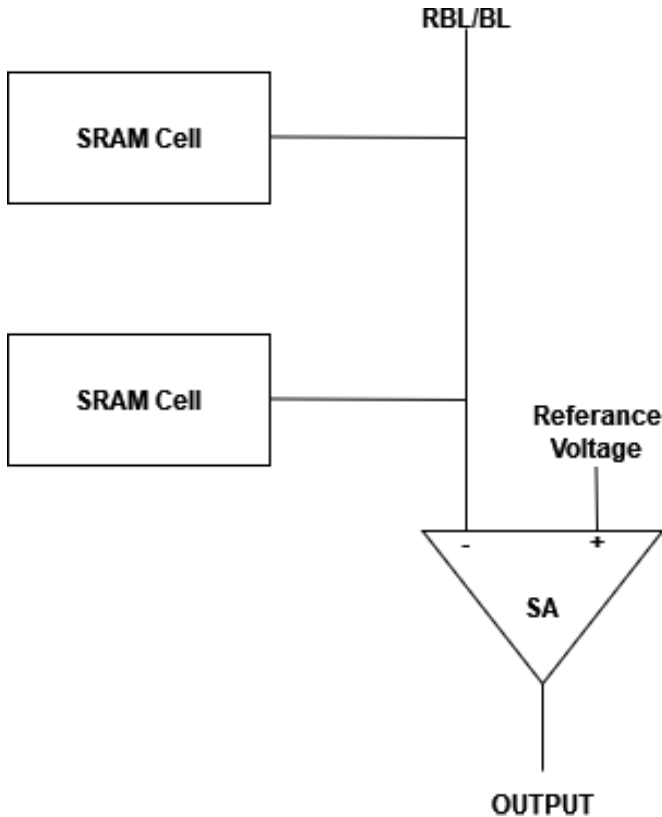 RBL/BL
SRAM Cell
SRAM Cell
Referance
Voltage
- +
SA
OUTPUT